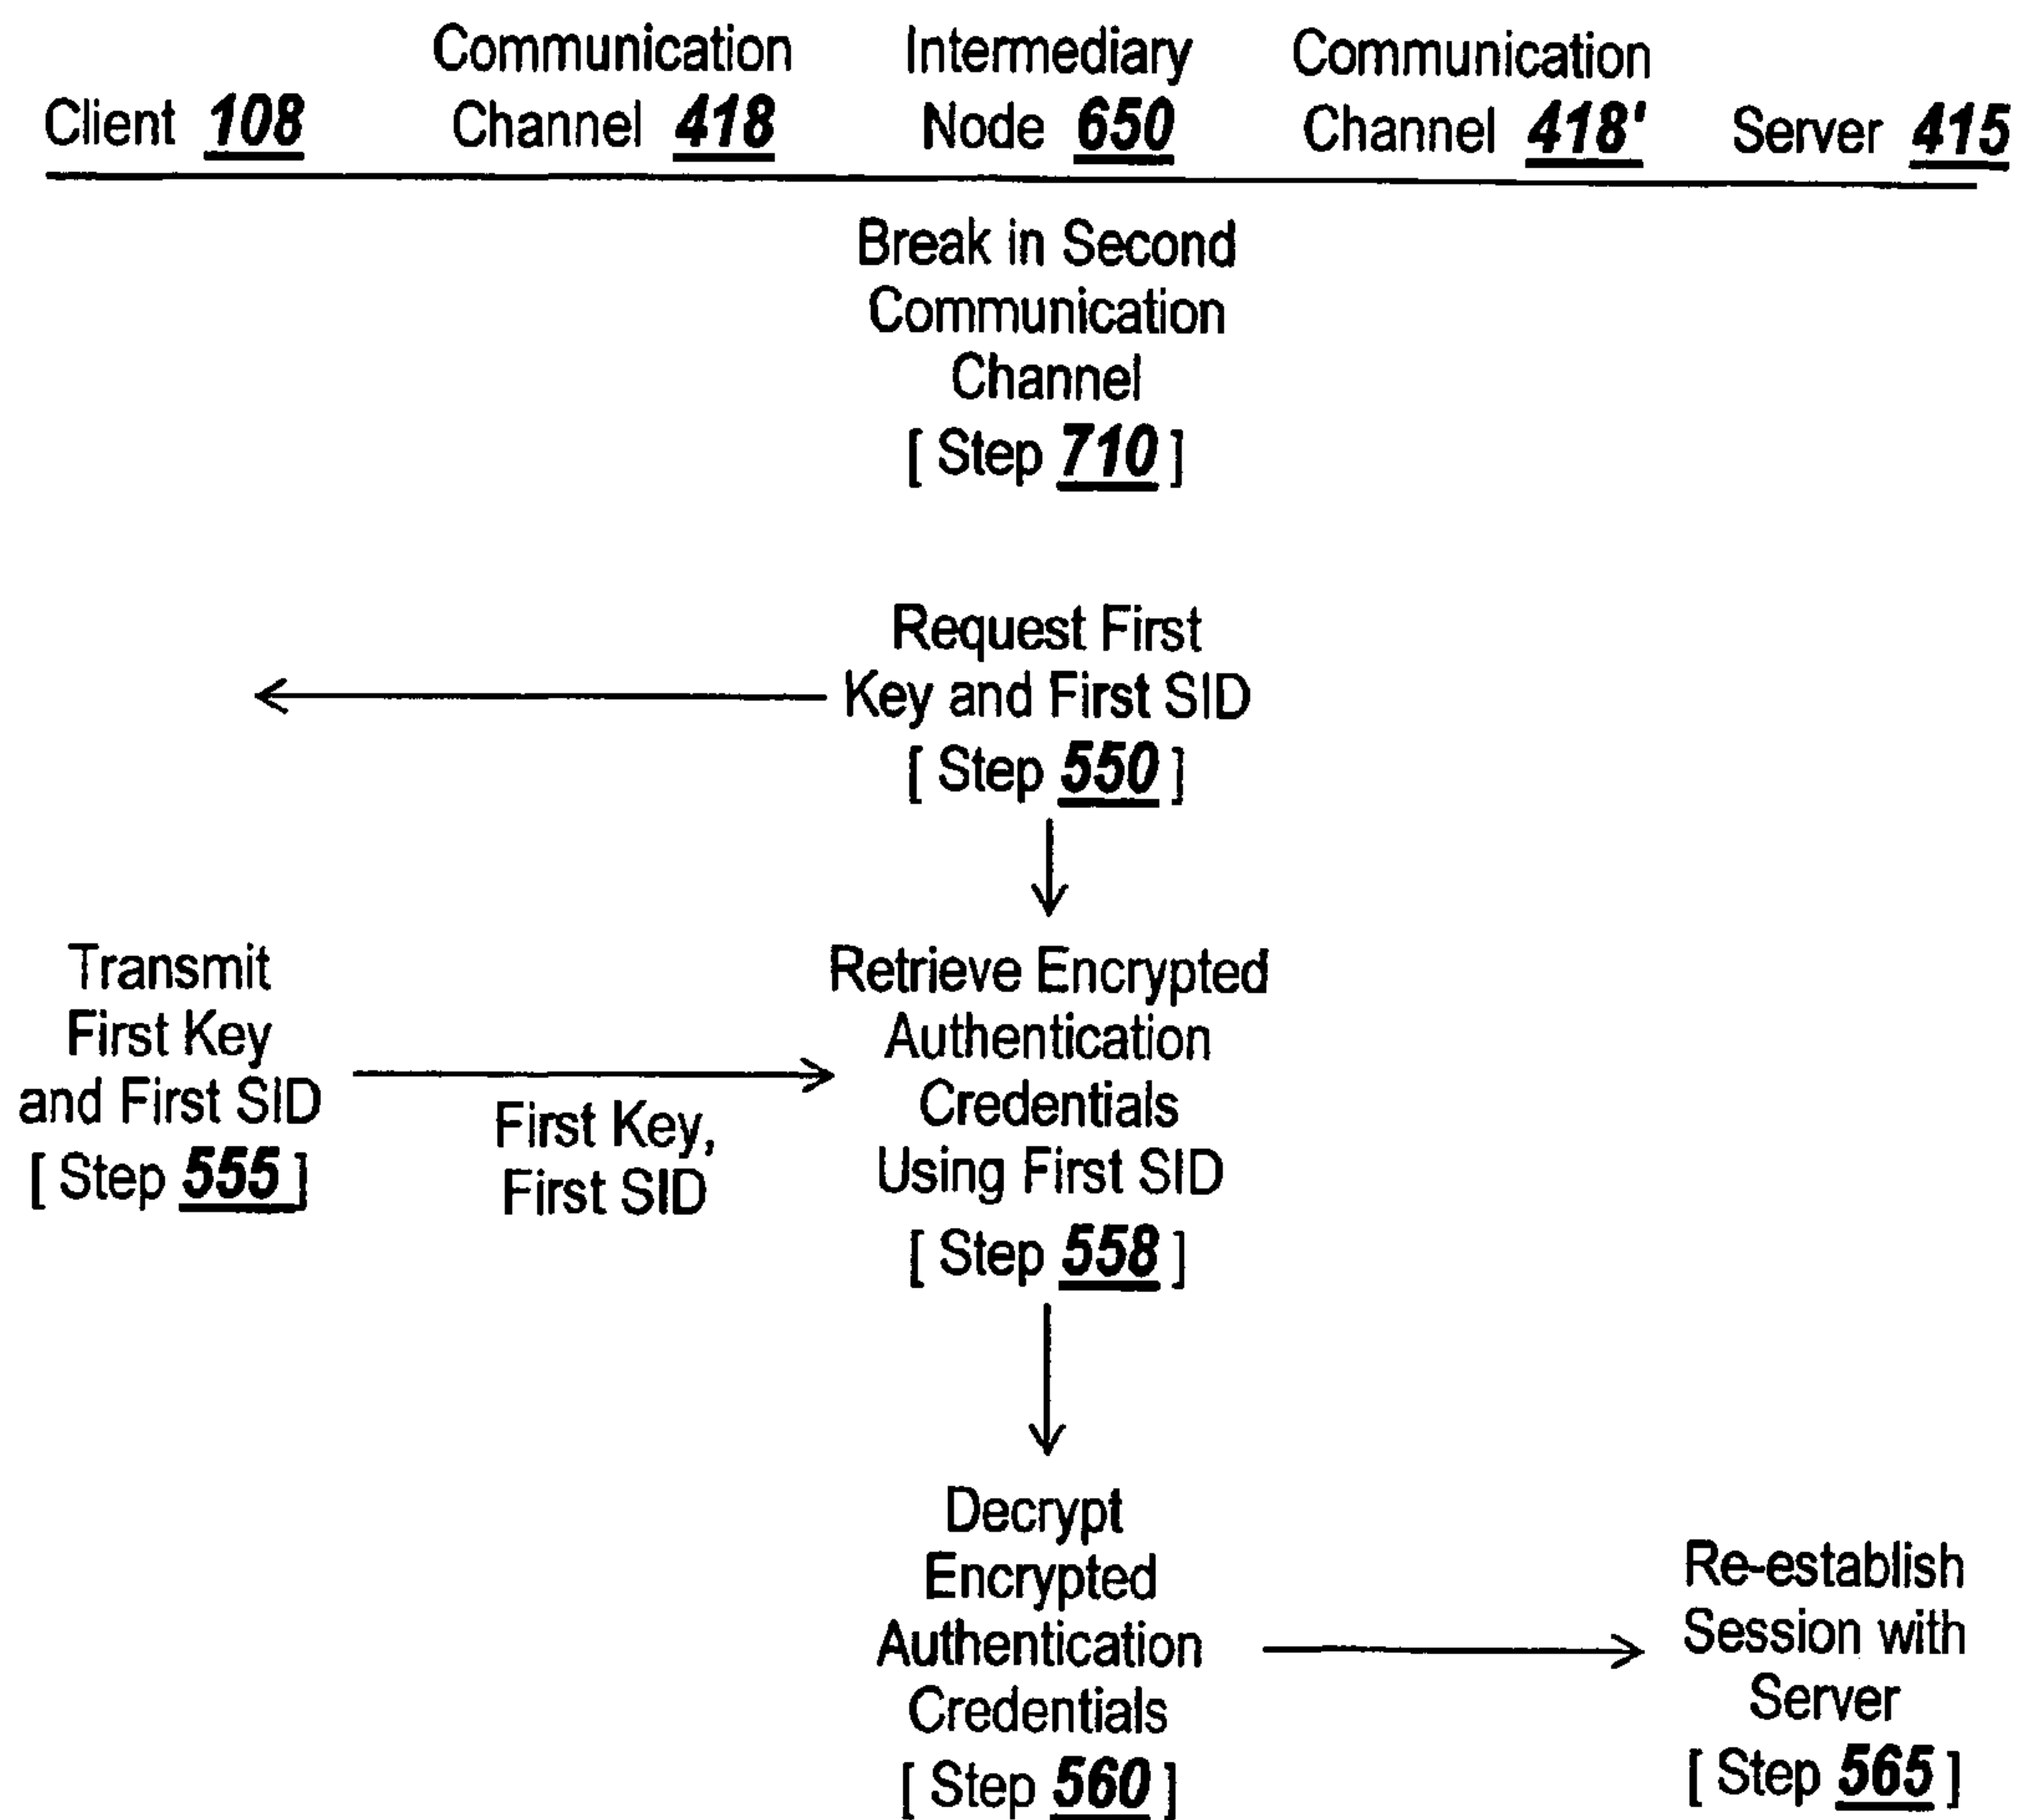 Communication Intermediary Communication
Client 108 Channel 418 Node 650 Channel 418' Server 415
Break in Second
Communication
Channel
[ Step 710 ]
Request First
Key and First SID
[ Step 550 ]
Transmit
First Key
and First SID
[ Step 555 ]
First Key,
First SID
Retrieve Encrypted
Authentication
Credentials
Using First SID
[ Step 558 ]
Decrypt
Encrypted
Authentication
Credentials
[ Step 560 ]
Re-establish
Session with
Server
[ Step 565 ]